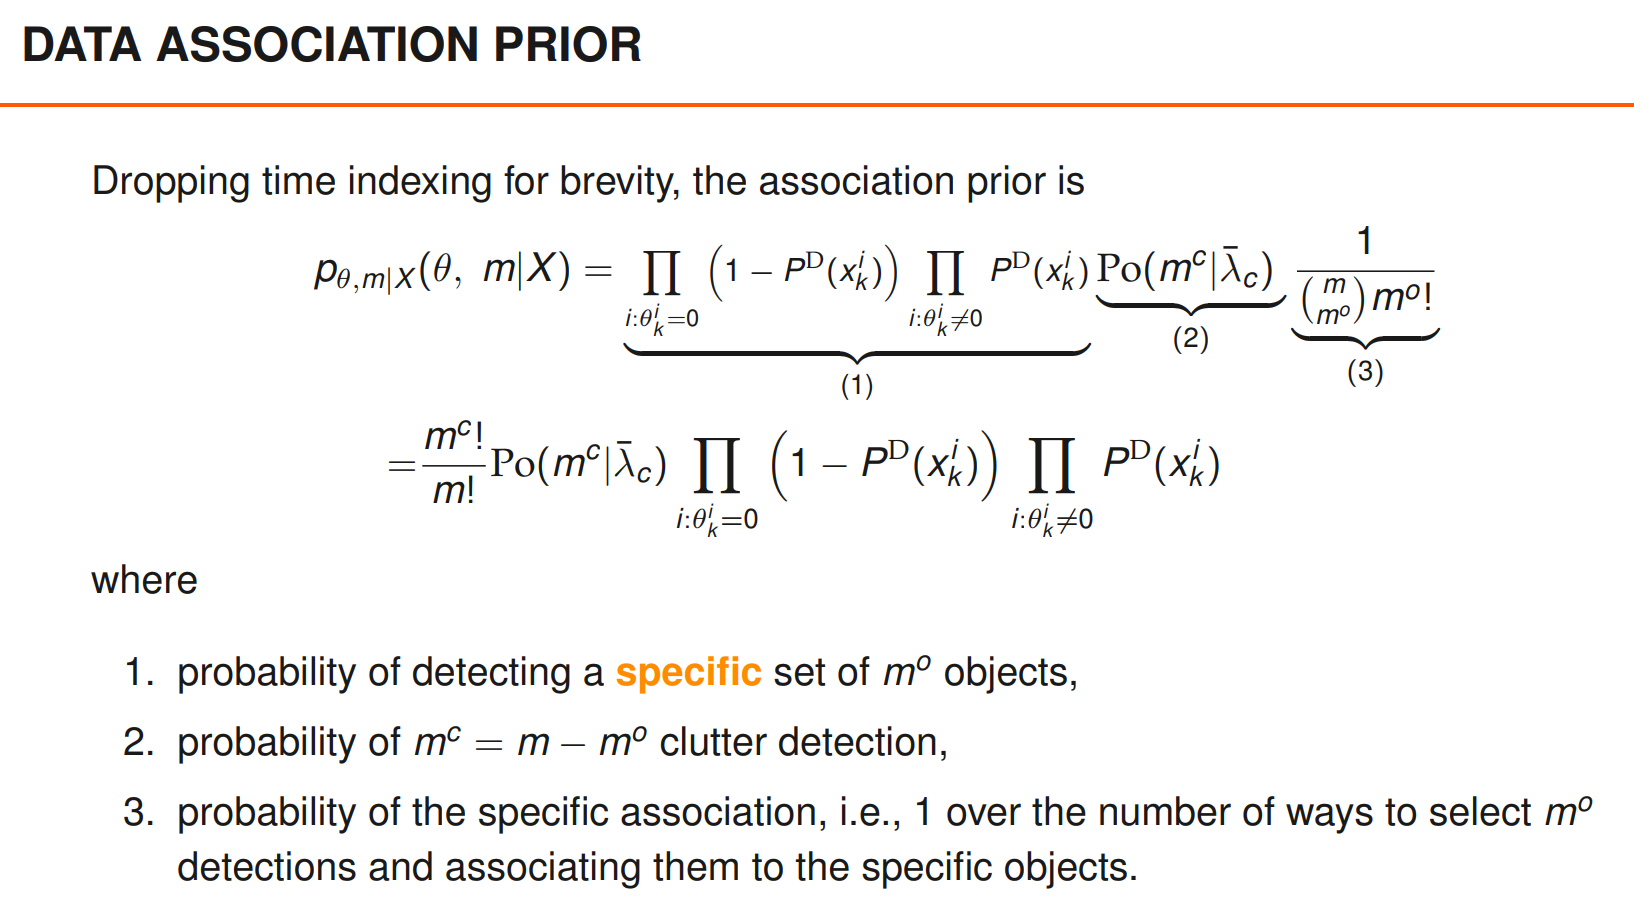 DATA ASSOCIATION PRIOR
Dropping time indexing for brevity, the association prior is
$p_{\theta,m|X}(\theta,\ m|X) = \underbrace{\prod_{i:\theta_k^i=0} \left(1 - P^{\mathrm{D}}(x_k^i)\right) \prod_{i:\theta_k^i\neq 0} P^{\mathrm{D}}(x_k^i)}_{(1)} \underbrace{\mathrm{Po}(m^c|\bar{\lambda}_c)}_{(2)} \underbrace{\frac{1}{\binom{m}{m^o} m^o!}}_{(3)}$
$= \frac{m^c!}{m!} \mathrm{Po}(m^c|\bar{\lambda}_c) \prod_{i:\theta_k^i=0} \left(1 - P^{\mathrm{D}}(x_k^i)\right) \prod_{i:\theta_k^i\neq 0} P^{\mathrm{D}}(x_k^i)$
where
1. probability of detecting a specific set of $m^o$ objects,
2. probability of $m^c = m - m^o$ clutter detection,
3. probability of the specific association, i.e., 1 over the number of ways to select $m^o$
detections and associating them to the specific objects.